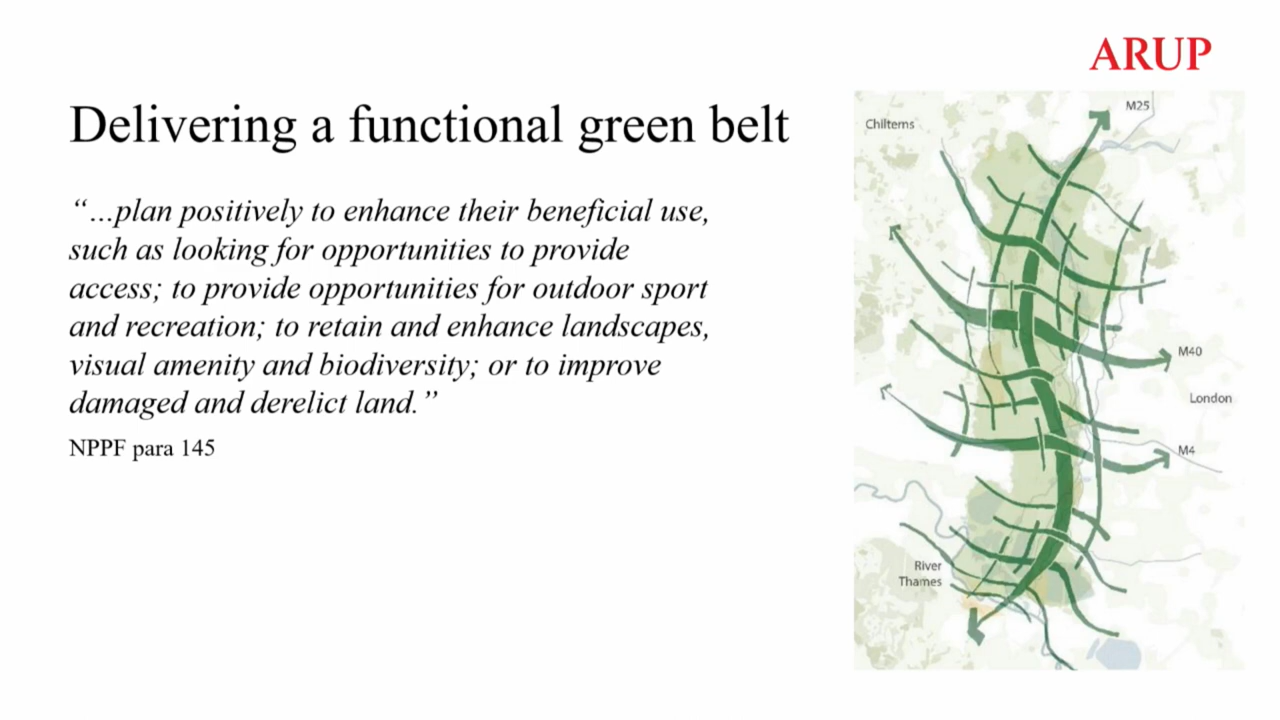 ARUP
Delivering a functional green belt
“…plan positively to enhance their beneficial use,
such as looking for opportunities to provide
access; to provide opportunities for outdoor sport
and recreation; to retain and enhance landscapes,
visual amenity and biodiversity; or to improve
damaged and derelict land.”
NPPF para 145
M25
Chilterns
M40
London
M4
River
Thames